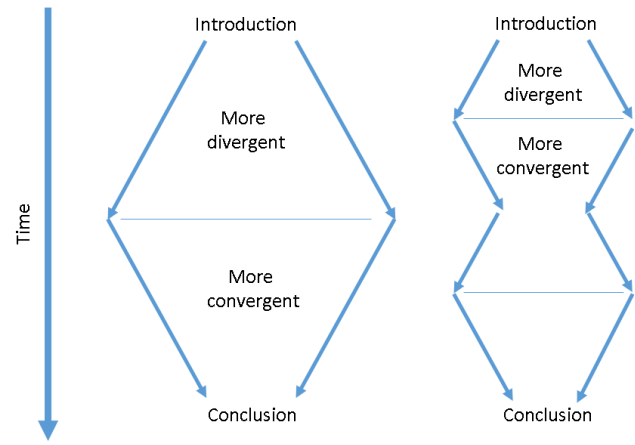 Time
Introduction
More
divergent
More
convergent
Conclusion
Introduction
More
divergent
More
convergent
Conclusion